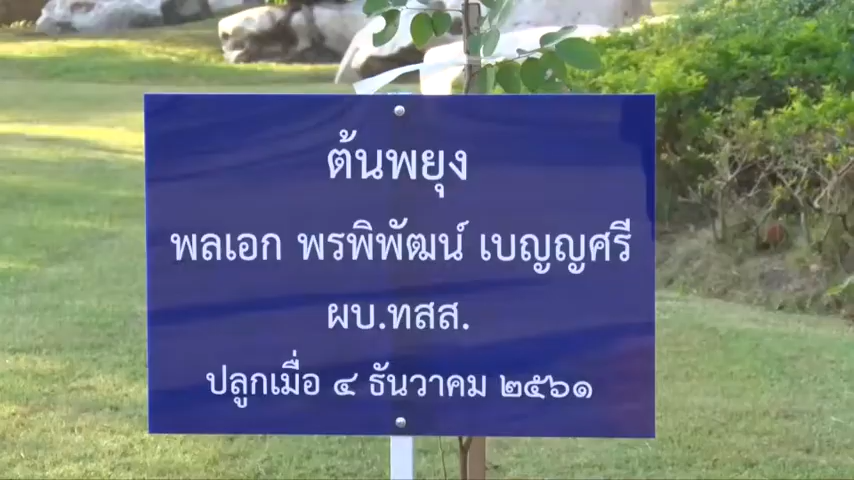 ต้นพยุง
พลเอก พรพิพัฒน์ เบญญศรี
ผบ.ทสส.
ปลูกเมื่อ ๔ ธันวาคม ๒๕๖๑